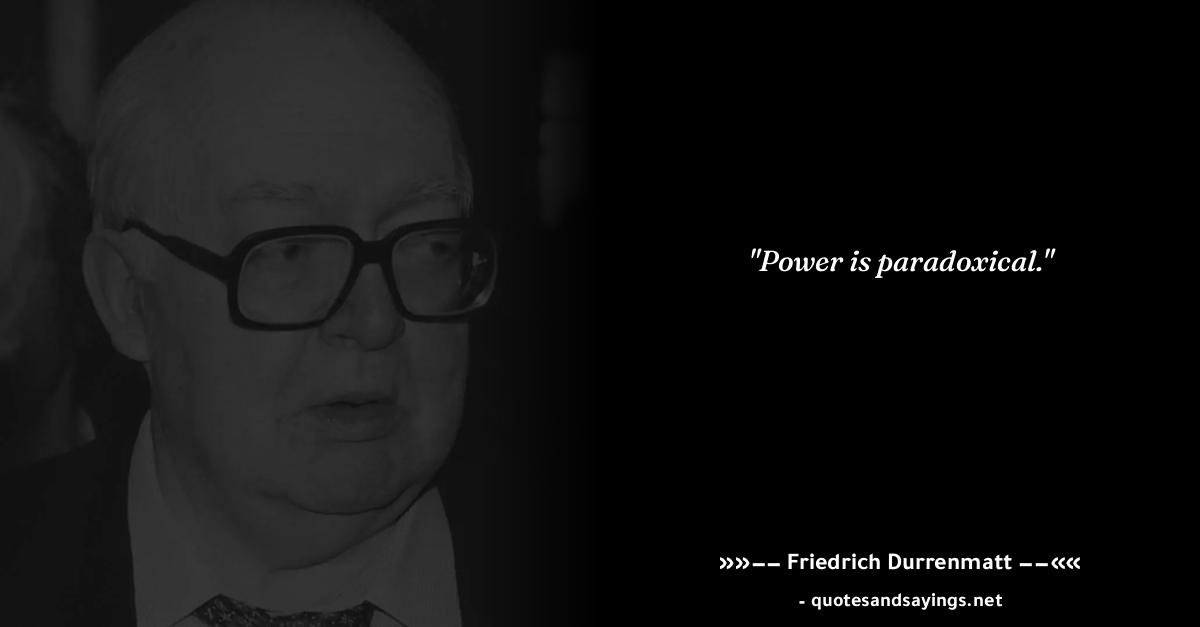 "Power is paradoxical."
»»–– Friedrich Durrenmatt ––««
- quotesandsayings.net